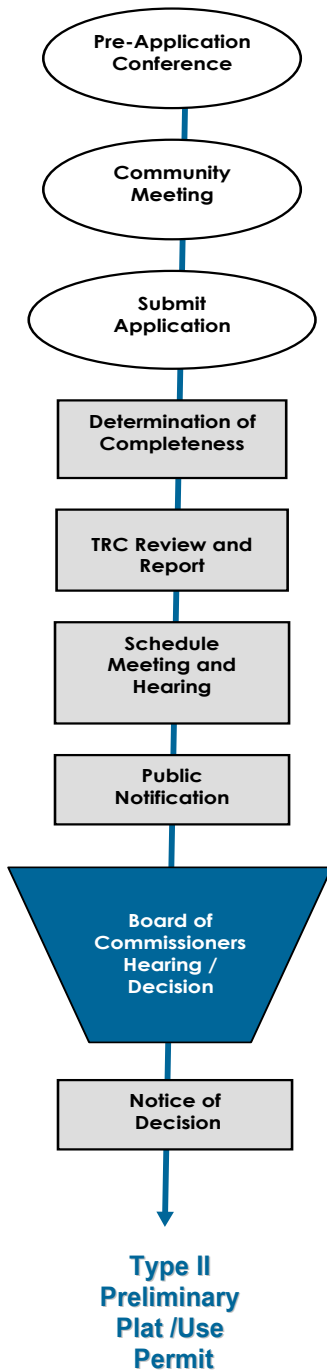 Pre-Application
Conference
Community
Meeting
Submit
Application
Determination of
Completeness
TRC Review and
Report
Schedule
Meeting and
Hearing
Public
Notification
Board of
Commissioners
Hearing /
Decision
Notice of
Decision
Type II
Preliminary
Plat /Use
Permit